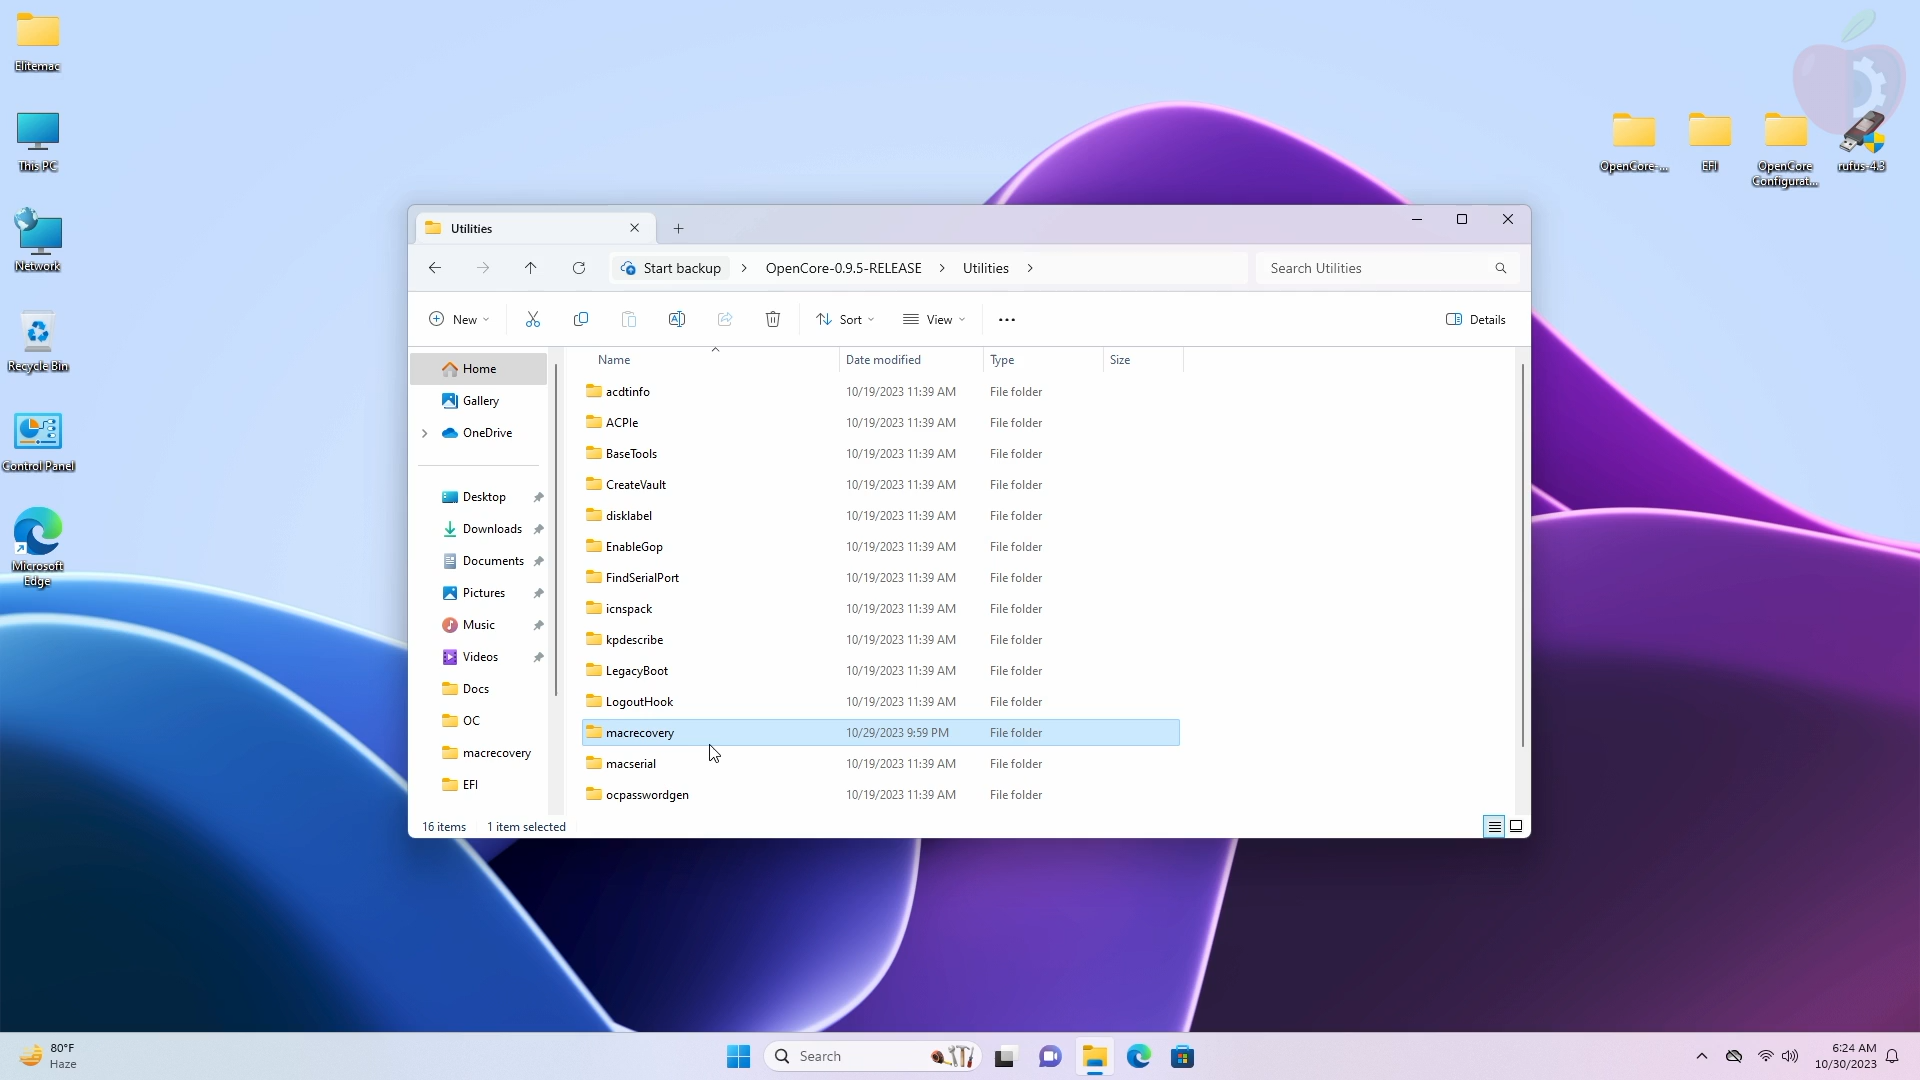 Elitemac
This PC
Network
Recycle Bin
Control Panel
Microsoft
Edge
OpenCore-...
EFI
OpenCore
Configurat...
rufus-4.3
Utilities
Start backup
OpenCore-0.9.5-RELEASE
Utilities
Search Utilities
New
Sort
View
Details
Home
Gallery
OneDrive
Desktop
Downloads
Documents
Pictures
Music
Videos
Docs
OC
macrecovery
EFI
Name Date modified Type Size
acdtinfo 10/19/2023 11:39 AM File folder
ACPIe 10/19/2023 11:39 AM File folder
BaseTools 10/19/2023 11:39 AM File folder
CreateVault 10/19/2023 11:39 AM File folder
disklabel 10/19/2023 11:39 AM File folder
EnableGop 10/19/2023 11:39 AM File folder
FindSerialPort 10/19/2023 11:39 AM File folder
icnspack 10/19/2023 11:39 AM File folder
kpdescribe 10/19/2023 11:39 AM File folder
LegacyBoot 10/19/2023 11:39 AM File folder
LogoutHook 10/19/2023 11:39 AM File folder
macrecovery 10/29/2023 9:59 PM File folder
macserial 10/19/2023 11:39 AM File folder
ocpasswordgen 10/19/2023 11:39 AM File folder
16 items 1 item selected
80°F
Haze
Search
6:24 AM
10/30/2023